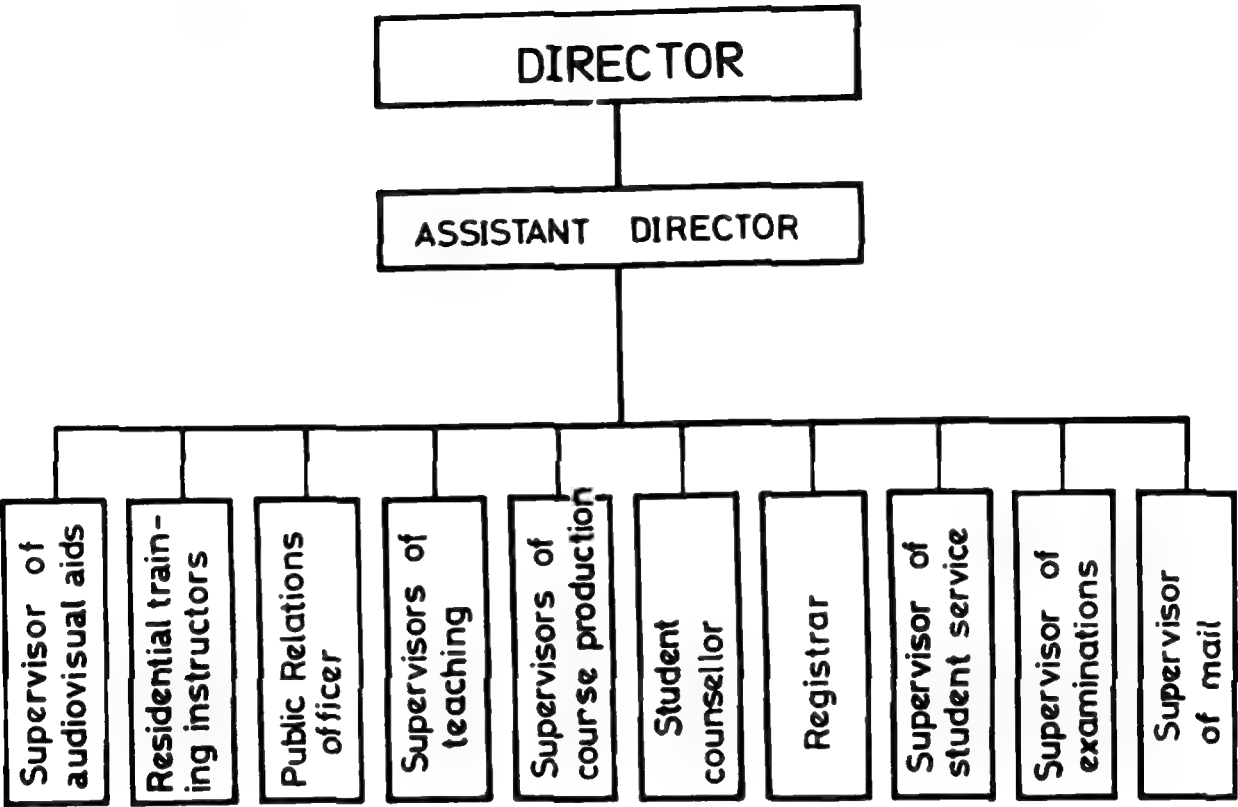 DIRECTOR
ASSISTANT DIRECTOR
Supervisor of
audiovisual aids
Residential train-
ing instructors
Public Relations
officer
Supervisors of
teaching
Supervisors of
course production
Student
counsellor
Registrar
Supervisor of
student service
Supervisor of
examinations
Supervisor
of mail